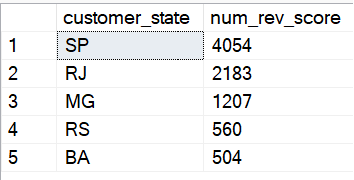 customer_state num_rev_score
1 SP 4054
2 RJ 2183
3 MG 1207
4 RS 560
5 BA 504